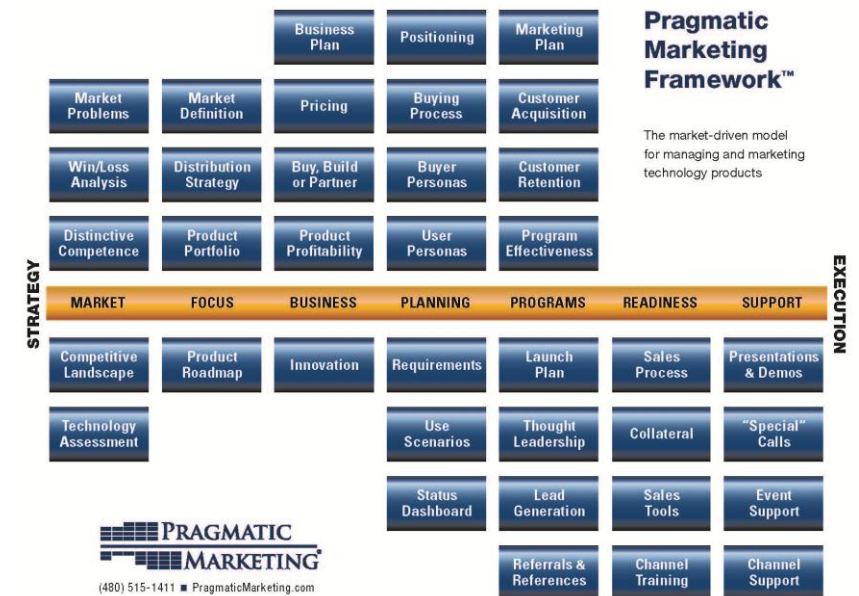 Business
Plan
Positioning
Marketing
Plan
Pragmatic
Marketing
Framework™
Market
Problems
Market
Definition
Pricing
Buying
Process
Customer
Acquisition
The market-driven model
for managing and marketing
technology products
Win/Loss
Analysis
Distribution
Strategy
Buy, Build
or Partner
Buyer
Personas
Customer
Retention
Distinctive
Competence
Product
Portfolio
Product
Profitability
User
Personas
Program
Effectiveness
STRATEGY
MARKET FOCUS BUSINESS PLANNING PROGRAMS READINESS SUPPORT
EXECUTION
Competitive
Landscape
Product
Roadmap
Innovation
Requirements
Launch
Plan
Sales
Process
Presentations
& Demos
Technology
Assessment
Use
Scenarios
Thought
Leadership
Collateral
“Special”
Calls
Status
Dashboard
Lead
Generation
Sales
Tools
Event
Support
Referrals &
References
Channel
Training
Channel
Support
PRAGMATIC
MARKETING®
(480) 515-1411 ■ PragmaticMarketing.com